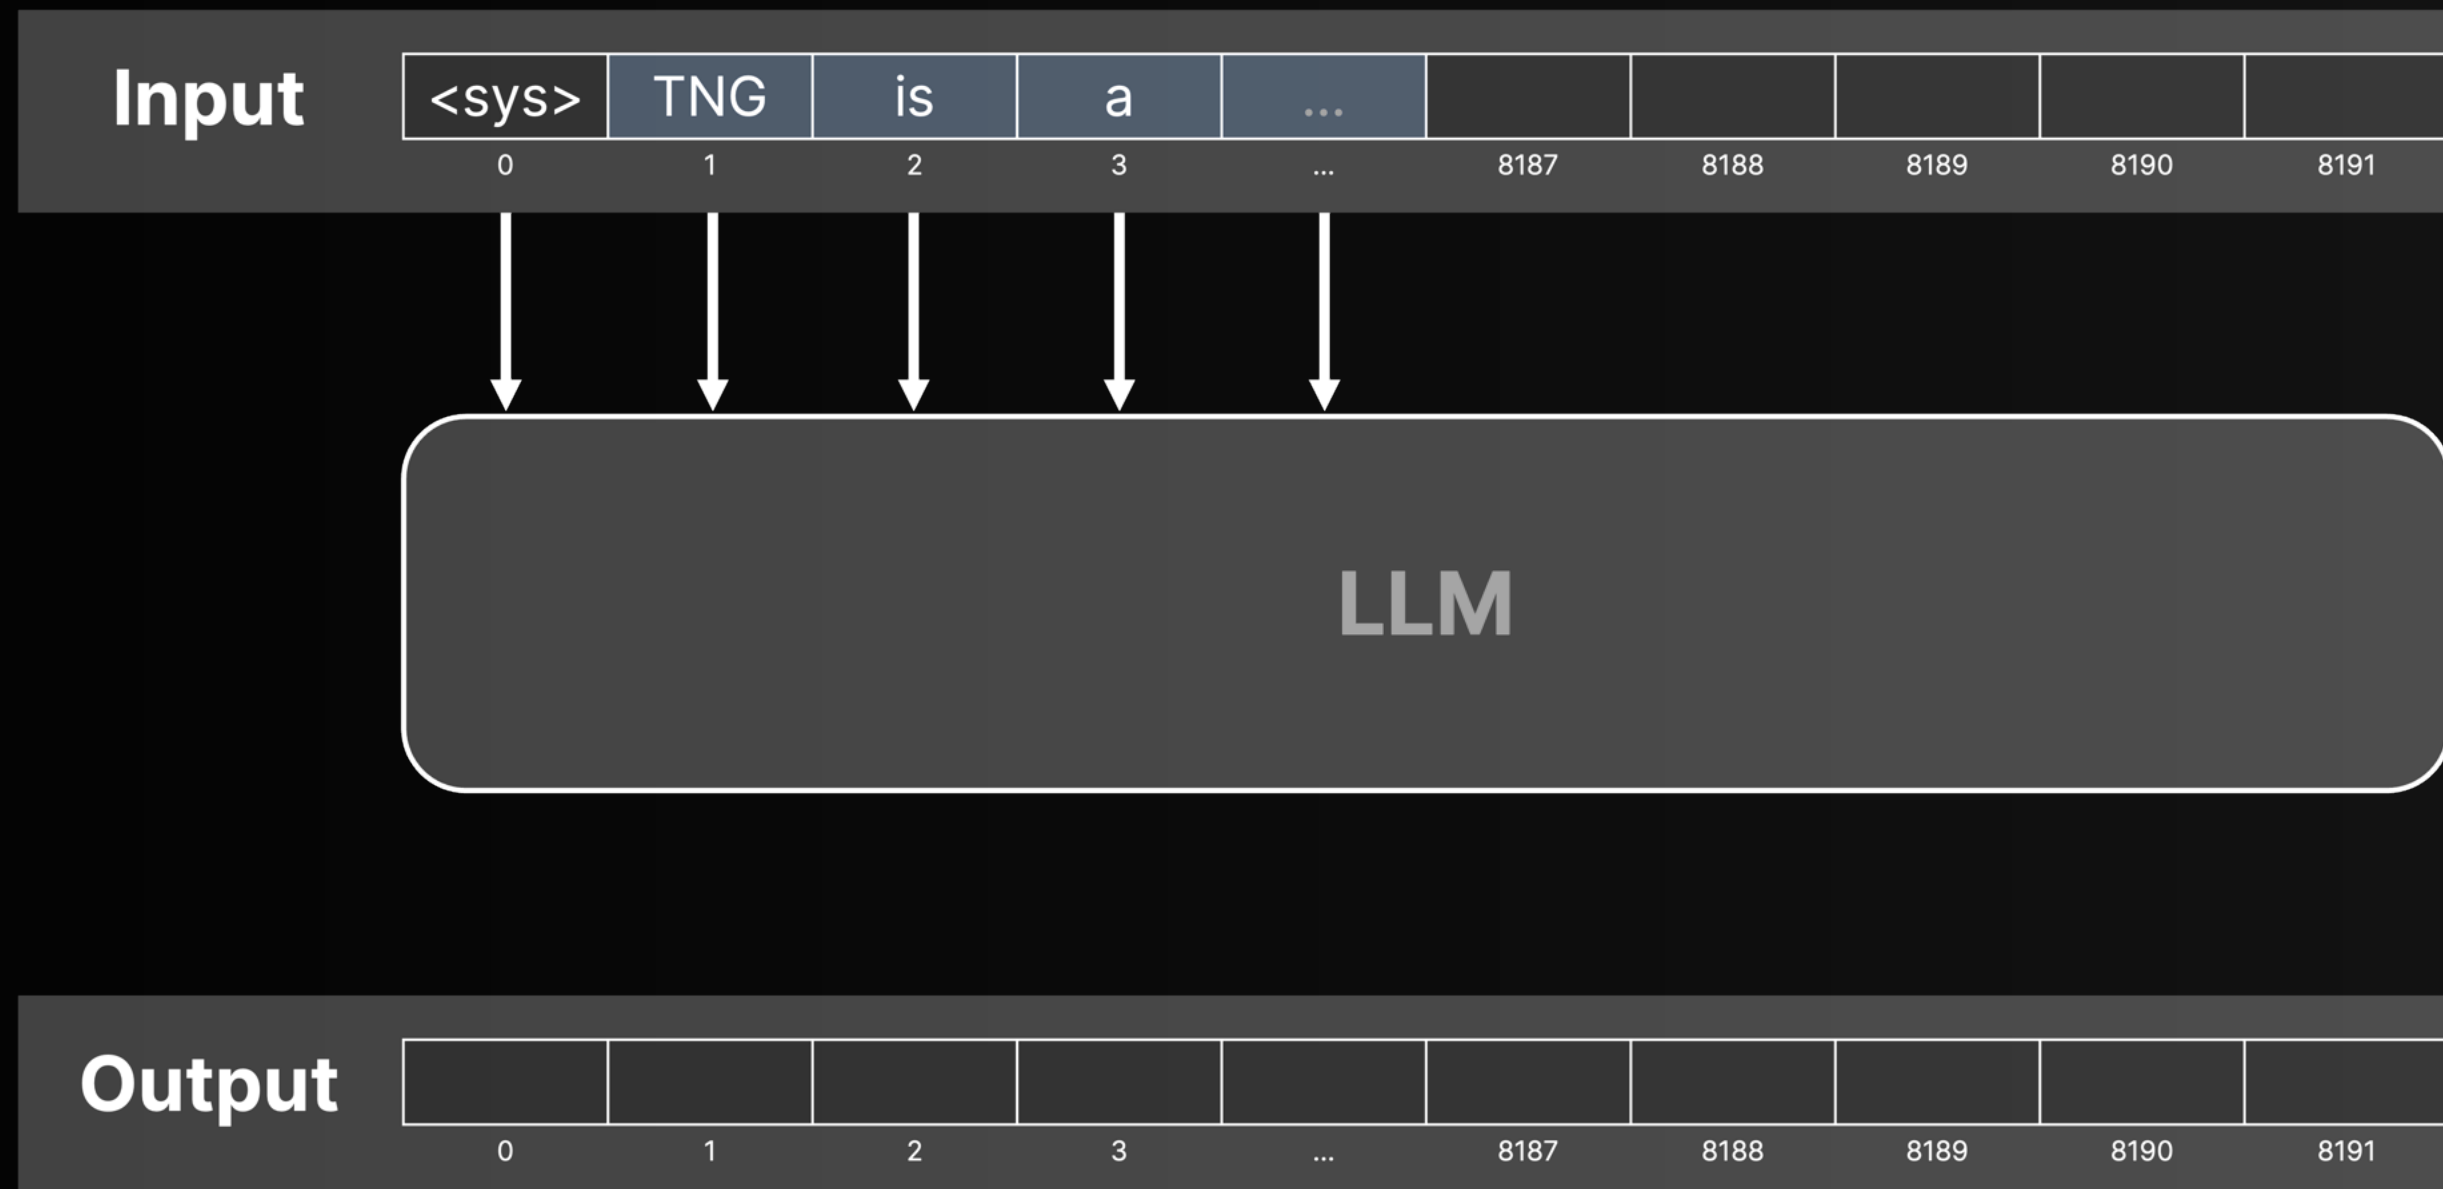 Input <sys> TNG is a ...
0 1 2 3 ... 8187 8188 8189 8190 8191
LLM
Output
0 1 2 3 ... 8187 8188 8189 8190 8191